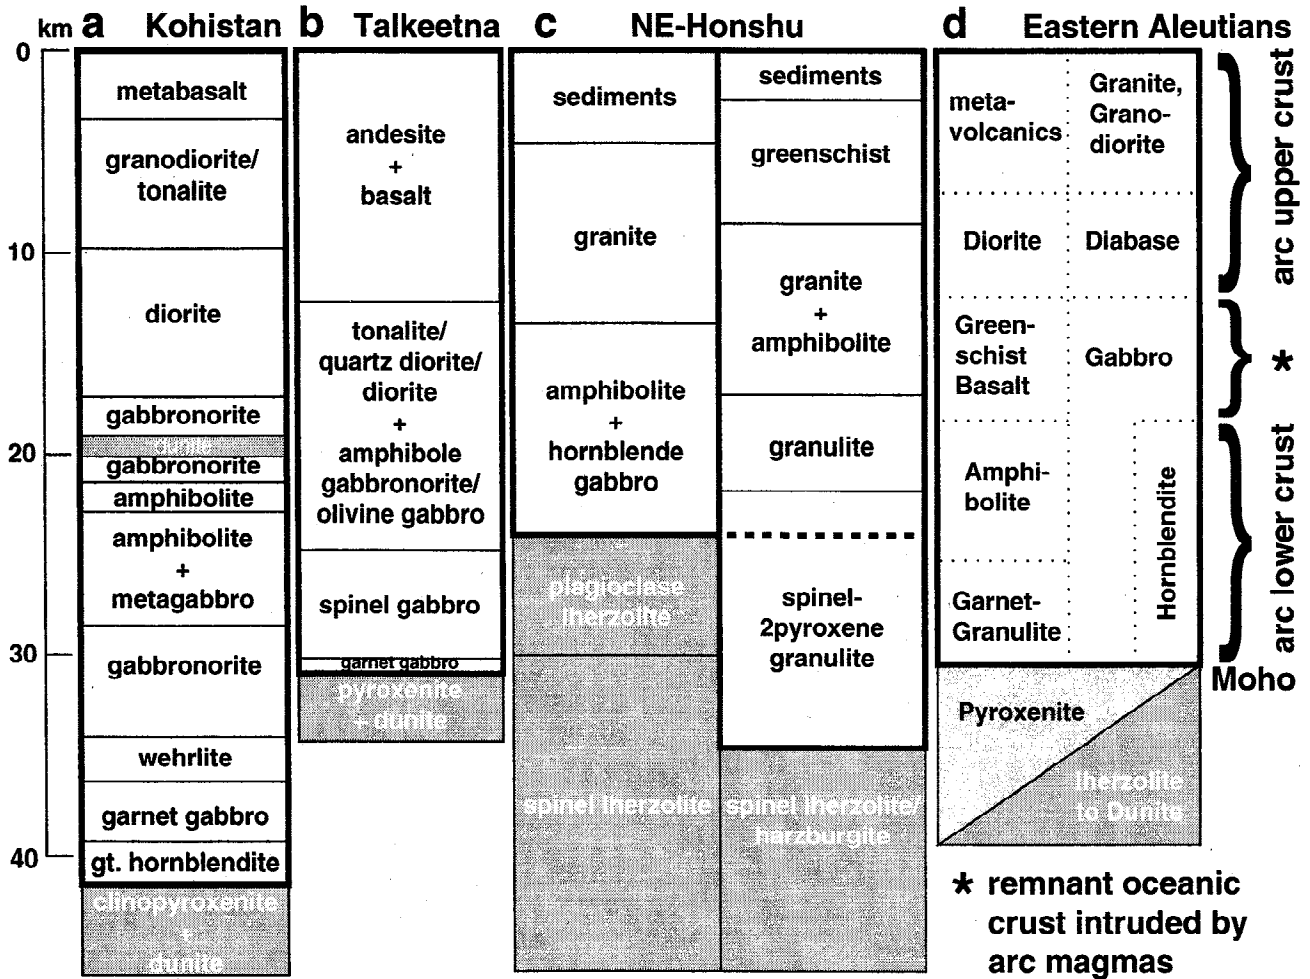 km
a Kohistan
b Talkeetna
c NE-Honshu
d Eastern Aleutians
0
10
20
30
40
metabasalt
granodiorite/
tonalite
diorite
gabbronorite
dunite
gabbronorite
amphibolite
amphibolite
+
metagabbro
gabbronorite
wehrlite
garnet gabbro
gt. hornblendite
clinopyroxenite
+
dunite
andesite
+
basalt
tonalite/
quartz diorite/
diorite
+
amphibole
gabbronorite/
olivine gabbro
spinel gabbro
garnet gabbro
pyroxenite
+ dunite
sediments
granite
amphibolite
+
hornblende
gabbro
plagioclase
lherzolite
spinel lherzolite
sediments
greenschist
granite
+
amphibolite
granulite
spinel-
2pyroxene
granulite
spinel lherzolite/
harzburgite
meta-
volcanics
Diorite
Green-
schist
Basalt
Amphi-
bolite
Garnet-
Granulite
Granite,
Grano-
diorite
Diabase
Gabbro
Hornblendite
Pyroxenite
lherzolite
to Dunite
arc upper crust
*
arc lower crust
Moho
* remnant oceanic
crust intruded by
arc magmas